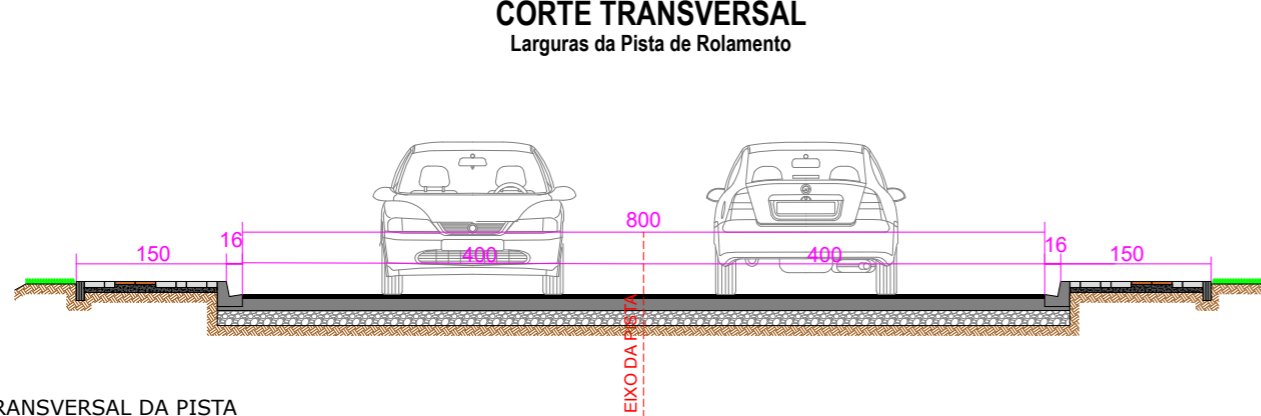 CORTE TRANSVERSAL
Larguras da Pista de Rolamento
800
16
16
150
400
400
150
EIXO DA PISTA
RANSVERSAL DA PISTA